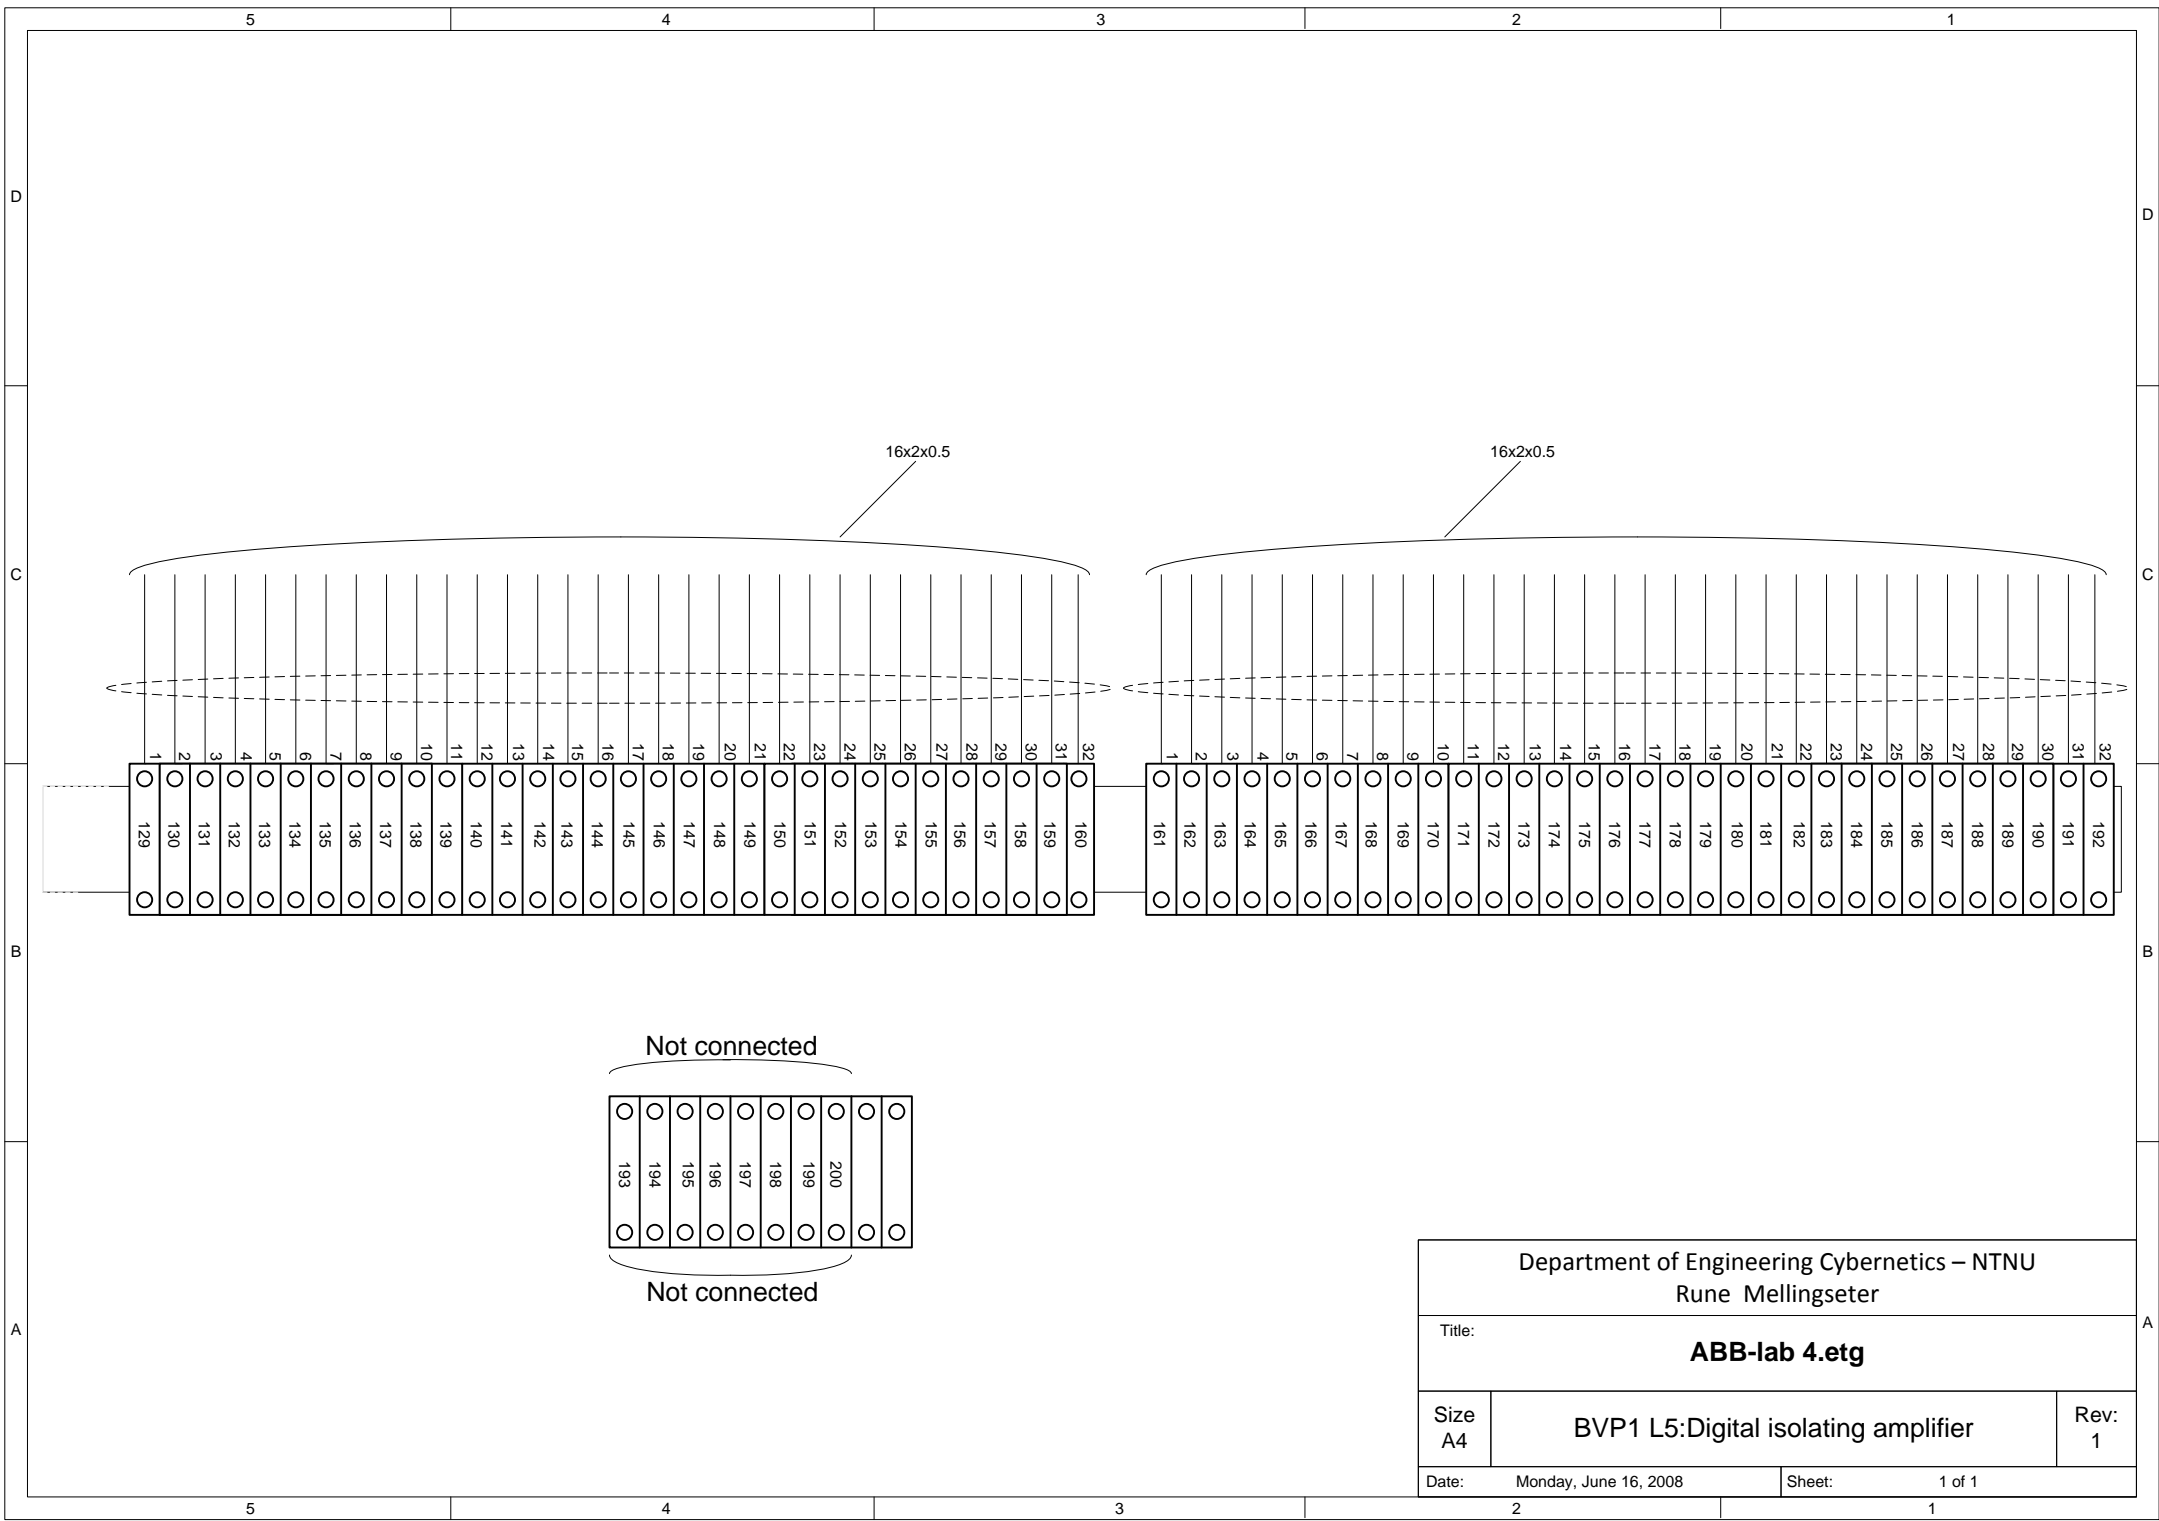 5 4 3 2 1
D D
16x2x0.5 16x2x0.5
C C
1 2 3 4 5 6 7 8 9 10 11 12 13 14 15 16 17 18 19 20 21 22 23 24 25 26 27 28 29 30 31 32 1 2 3 4 5 6 7 8 9 10 11 12 13 14 15 16 17 18 19 20 21 22 23 24 25 26 27 28 29 30 31 32
129 130 131 132 133 134 135 136 137 138 139 140 141 142 143 144 145 146 147 148 149 150 151 152 153 154 155 156 157 158 159 160 161 162 163 164 165 166 167 168 169 170 171 172 173 174 175 176 177 178 179 180 181 182 183 184 185 186 187 188 189 190 191 192
B B
Not connected
193 194 195 196 197 198 199 200
Not connected
A A
Department of Engineering Cybernetics – NTNU
Rune Mellingseter
Title:
ABB-lab 4.etg
Size
A4
BVP1 L5:Digital isolating amplifier
Rev:
1
Date: Monday, June 16, 2008 Sheet: 1 of 1
5 4 3 2 1